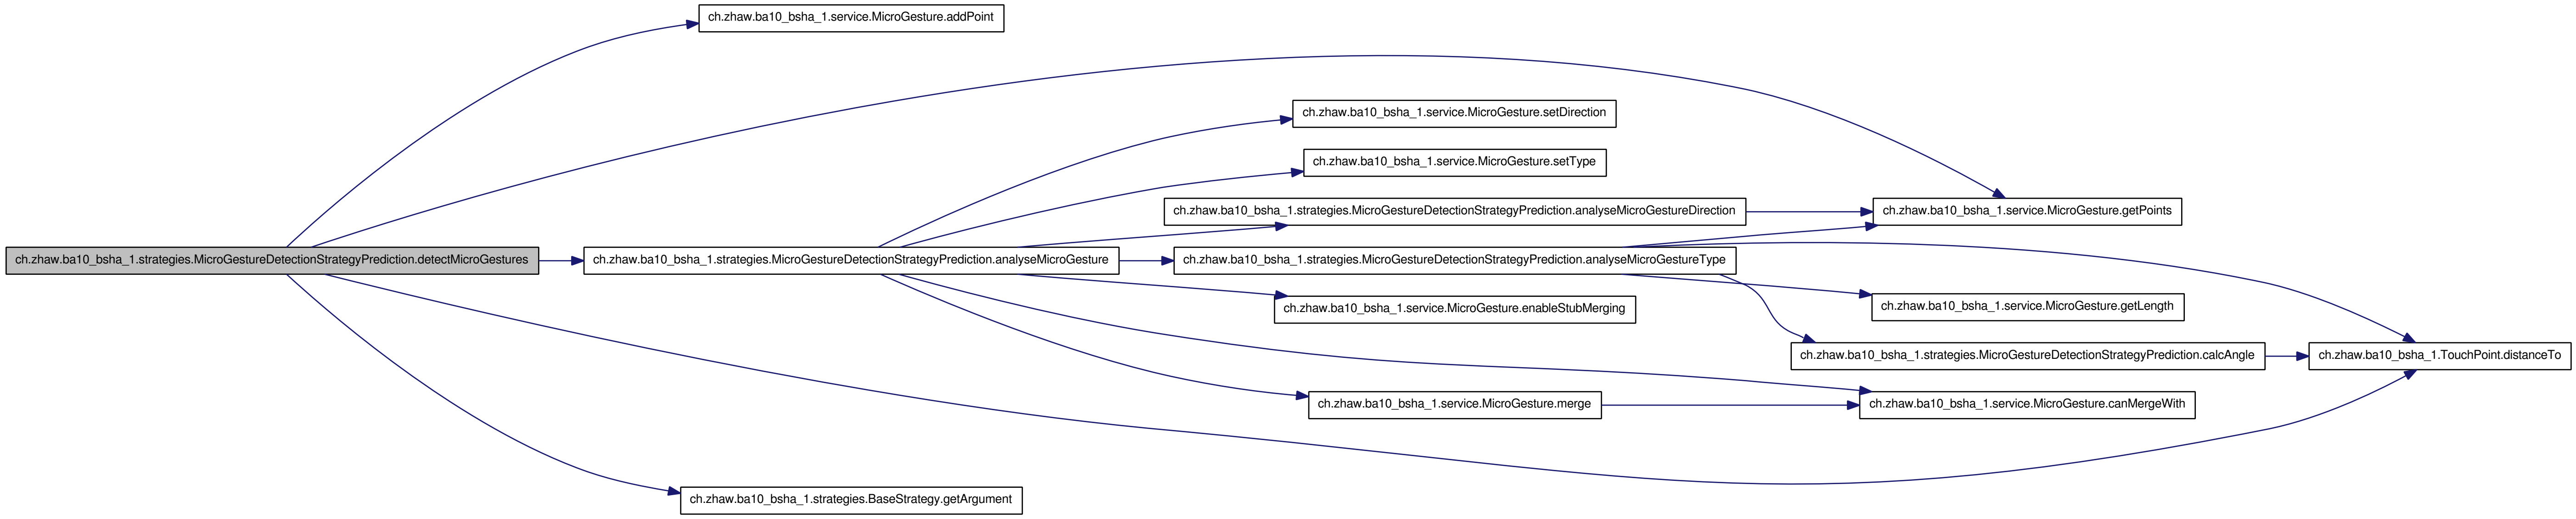 ch.zhaw.ba10_bsha_1.service.MicroGesture.addPoint
ch.zhaw.ba10_bsha_1.service.MicroGesture.setDirection
ch.zhaw.ba10_bsha_1.service.MicroGesture.setType
ch.zhaw.ba10_bsha_1.strategies.MicroGestureDetectionStrategyPrediction.analyseMicroGestureDirection
ch.zhaw.ba10_bsha_1.service.MicroGesture.getPoints
ch.zhaw.ba10_bsha_1.strategies.MicroGestureDetectionStrategyPrediction.detectMicroGestures
ch.zhaw.ba10_bsha_1.strategies.MicroGestureDetectionStrategyPrediction.analyseMicroGesture
ch.zhaw.ba10_bsha_1.strategies.MicroGestureDetectionStrategyPrediction.analyseMicroGestureType
ch.zhaw.ba10_bsha_1.service.MicroGesture.enableStubMerging
ch.zhaw.ba10_bsha_1.service.MicroGesture.getLength
ch.zhaw.ba10_bsha_1.strategies.MicroGestureDetectionStrategyPrediction.calcAngle
ch.zhaw.ba10_bsha_1.TouchPoint.distanceTo
ch.zhaw.ba10_bsha_1.service.MicroGesture.merge
ch.zhaw.ba10_bsha_1.service.MicroGesture.canMergeWith
ch.zhaw.ba10_bsha_1.strategies.BaseStrategy.getArgument